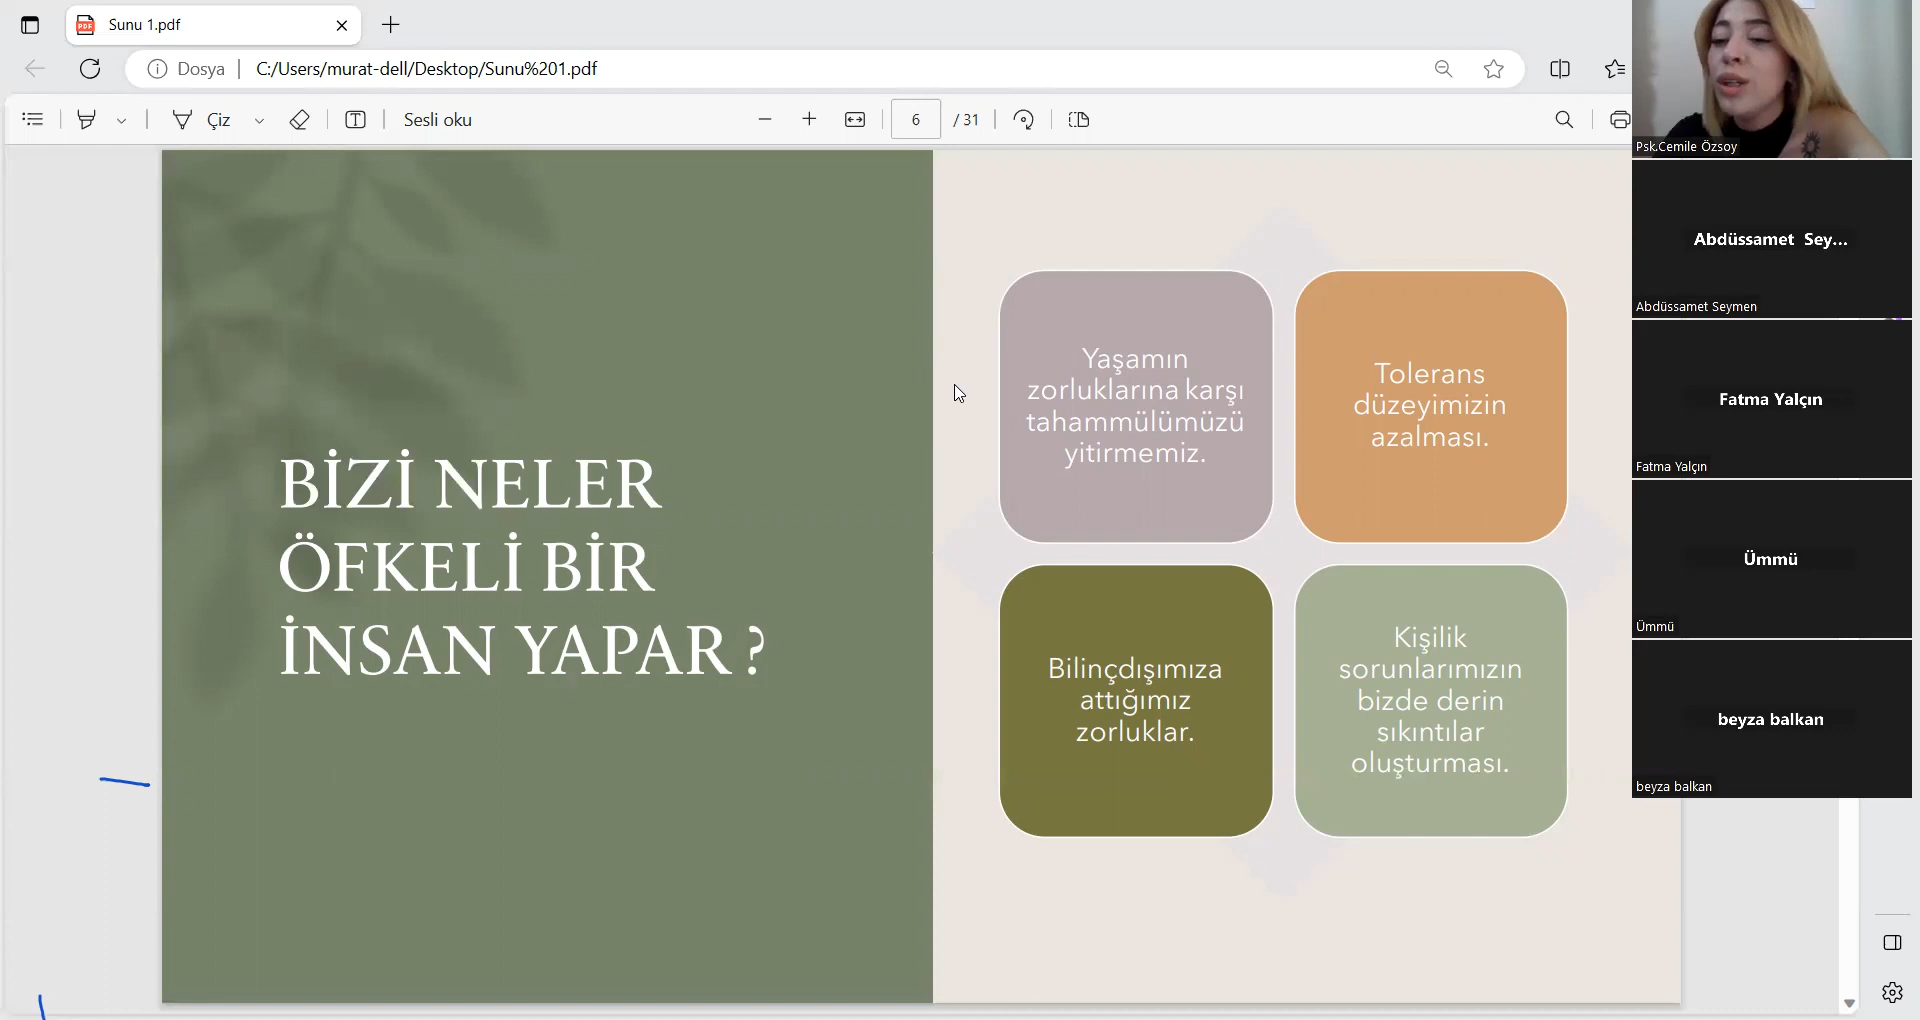 Sunu 1.pdf
Dosya
C:/Users/murat-dell/Desktop/Sunu%201.pdf
Çiz
Sesli oku
6
/ 31
BİZİ NELER
ÖFKELİ BİR
İNSAN YAPAR ?
Yaşamın
zorluklarına karşı
tahammülümüzü
yitirmemiz.
Tolerans
düzeyimizin
azalması.
Bilinçdışımıza
attığımız
zorluklar.
Kişilik
sorunlarımızın
bizde derin
sıkıntılar
oluşturması.
Psk.Cemile Özsoy
Abdüssamet Sey...
Abdüssamet Seymen
Fatma Yalçın
Fatma Yalçın
Ümmü
Ümmü
beyza balkan
beyza balkan